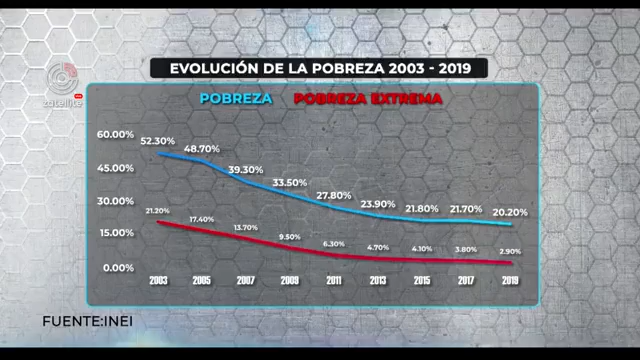 EVOLUCIÓN DE LA POBREZA 2003 - 2019
zatelite
POBREZA POBREZA EXTREMA
60.00%
45.00%
30.00%
15.00%
0.00%
52.30% 48.70% 39.30% 33.50% 27.80% 23.90% 21.80% 21.70% 20.20%
21.20% 17.40% 13.70% 9.50% 6.30% 4.70% 4.10% 3.80% 2.90%
2003 2005 2007 2009 2011 2013 2015 2017 2019
FUENTE:INEI